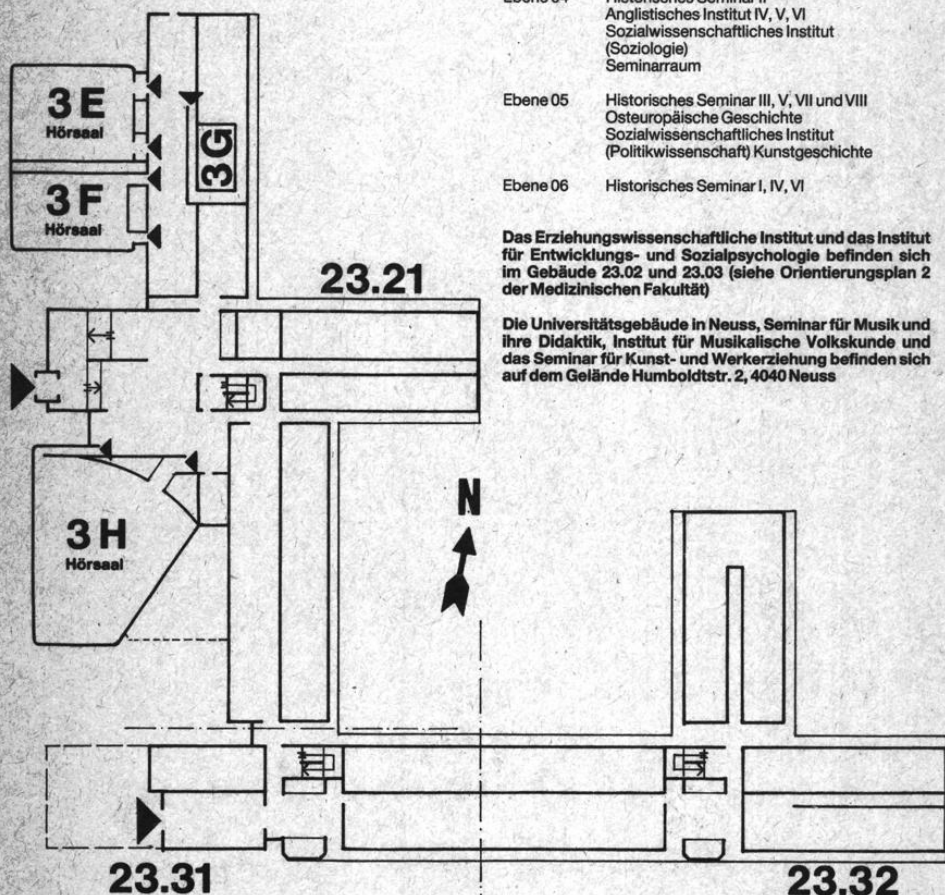 Anglistisches Institut IV, V, VI
Sozialwissenschaftliches Institut
(Soziologie)
Seminarraum
Ebene 05 Historisches Seminar III, V, VII und VIII
Osteuropäische Geschichte
Sozialwissenschaftliches Institut
(Politikwissenschaft) Kunstgeschichte
Ebene 06 Historisches Seminar I, IV, VI
Das Erziehungswissenschaftliche Institut und das Institut
für Entwicklungs- und Sozialpsychologie befinden sich
im Gebäude 23.02 und 23.03 (siehe Orientierungsplan 2
der Medizinischen Fakultät)
Die Universitätsgebäude in Neuss, Seminar für Musik und
ihre Didaktik, Institut für Musikalische Volkskunde und
das Seminar für Kunst- und Werkerziehung befinden sich
auf dem Gelände Humboldtstr. 2, 4040 Neuss
3 E
Hörsaal
3G
3 F
Hörsaal
23.21
3 H
Hörsaal
N
23.31
23.32